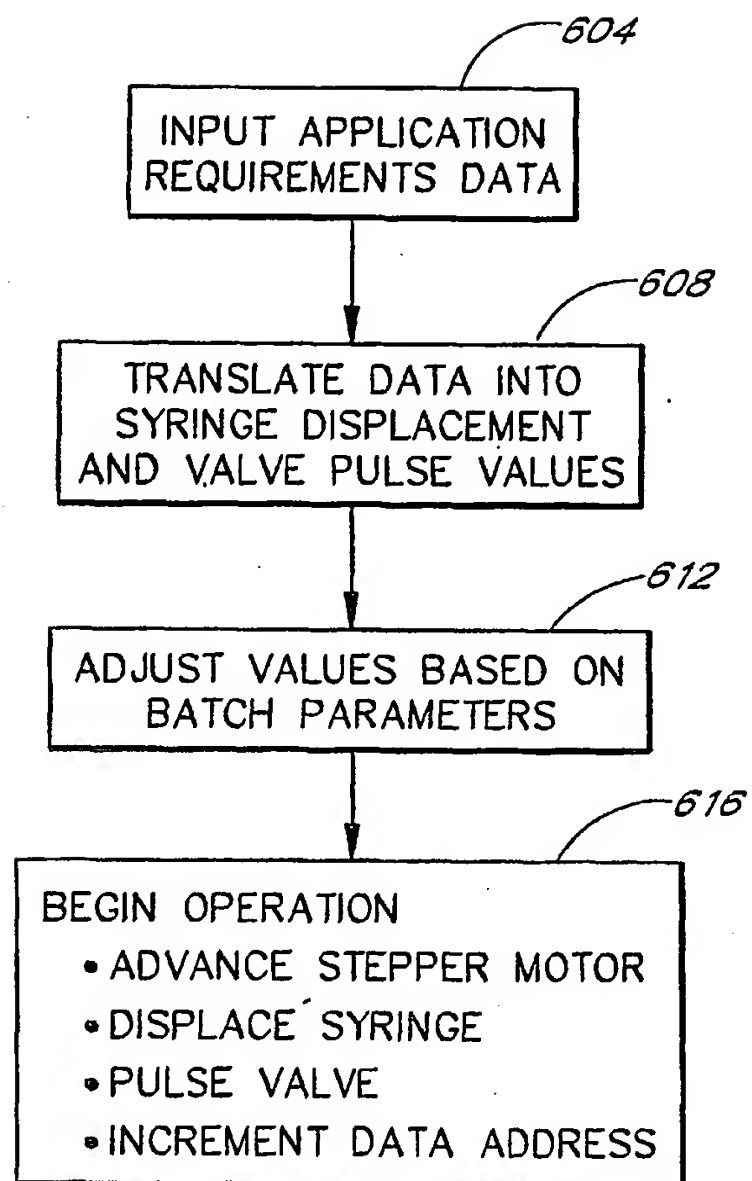 604
INPUT APPLICATION
REQUIREMENTS DATA
608
TRANSLATE DATA INTO
SYRINGE DISPLACEMENT
AND VALVE PULSE VALUES
612
ADJUST VALUES BASED ON
BATCH PARAMETERS
616
BEGIN OPERATION
• ADVANCE STEPPER MOTOR
• DISPLACE SYRINGE
• PULSE VALVE
• INCREMENT DATA ADDRESS